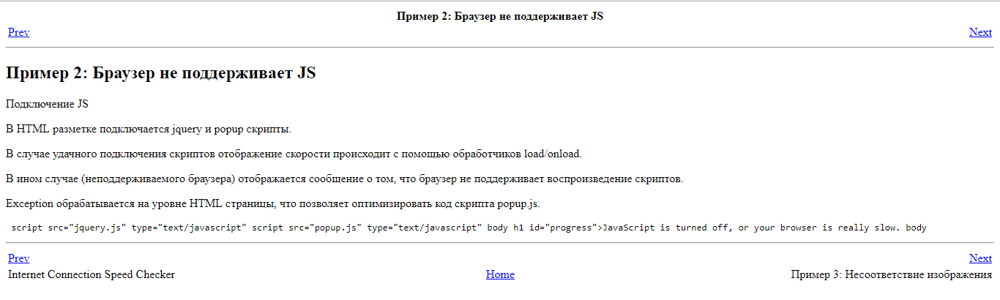 Пример 2: Браузер не поддерживает JS
Prev Next
Пример 2: Браузер не поддерживает JS
Подключение JS
В HTML разметке подключается jquery и popup скрипты.
В случае удачного подключения скриптов отображение скорости происходит с помощью обработчиков load/onload.
В ином случае (неподдерживаемого браузера) отображается сообщение о том, что браузер не поддерживает воспроизведение скриптов.
Exception обрабатывается на уровне HTML страницы, что позволяет оптимизировать код скрипта popup.js.
script src="jquery.js" type="text/javascript" script src="popup.js" type="text/javascript" body h1 id="progress">JavaScript is turned off, or your browser is really slow. body
Prev Next
Internet Connection Speed Checker Home Пример 3: Несоответствие изображения